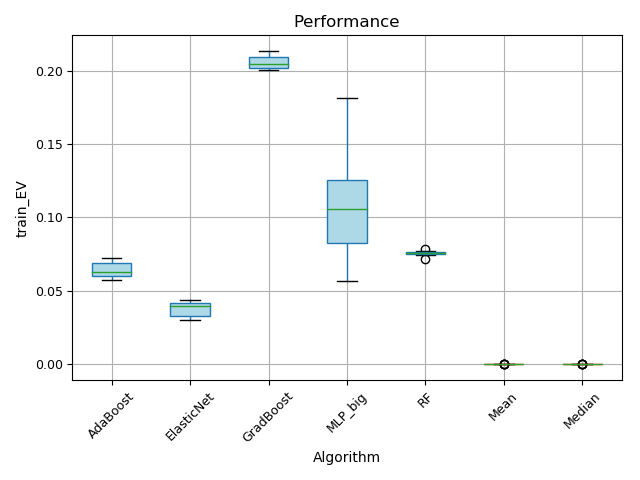 Performance
train_EV
0.20
0.15
0.10
0.05
0.00
AdaBoost
ElasticNet
GradBoost
MLP_big
RF
Mean
Median
Algorithm